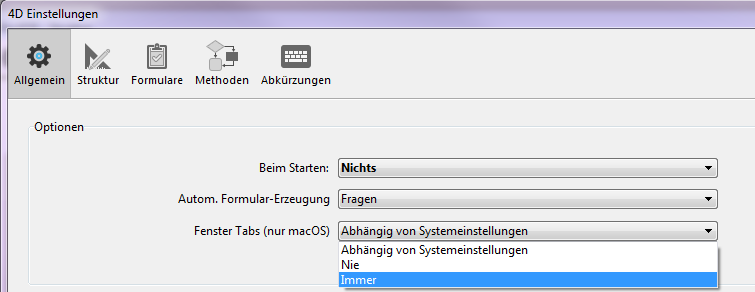 4D Einstellungen
Allgemein Struktur Formulare Methoden Abkürzungen
Optionen
Beim Starten: Nichts
Autom. Formular-Erzeugung Fragen
Fenster Tabs (nur macOS) Abhängig von Systemeinstellungen
Abhängig von Systemeinstellungen
Nie
Immer